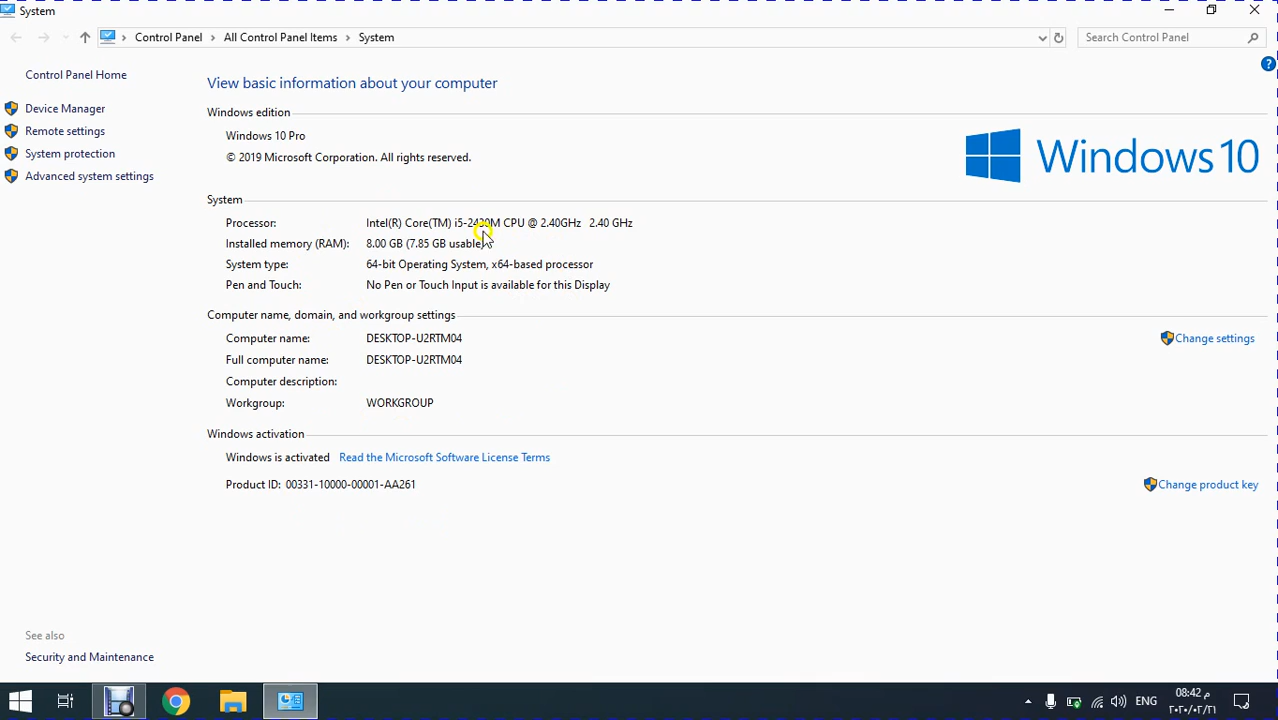 System
Control Panel All Control Panel Items System
Search Control Panel
Control Panel Home
Device Manager
Remote settings
System protection
Advanced system settings
See also
Security and Maintenance
View basic information about your computer
Windows edition
Windows 10 Pro
© 2019 Microsoft Corporation. All rights reserved.
Windows 10
System
Processor: Intel(R) Core(TM) i5-2430M CPU @ 2.40GHz 2.40 GHz
Installed memory (RAM): 8.00 GB (7.85 GB usable)
System type: 64-bit Operating System, x64-based processor
Pen and Touch: No Pen or Touch Input is available for this Display
Computer name, domain, and workgroup settings
Computer name: DESKTOP-U2RTM04
Change settings
Full computer name: DESKTOP-U2RTM04
Computer description:
Workgroup: WORKGROUP
Windows activation
Windows is activated Read the Microsoft Software License Terms
Product ID: 00331-10000-00001-AA261
Change product key
ENG
08:42 م
٢٠٢٠/٠٢/٢١